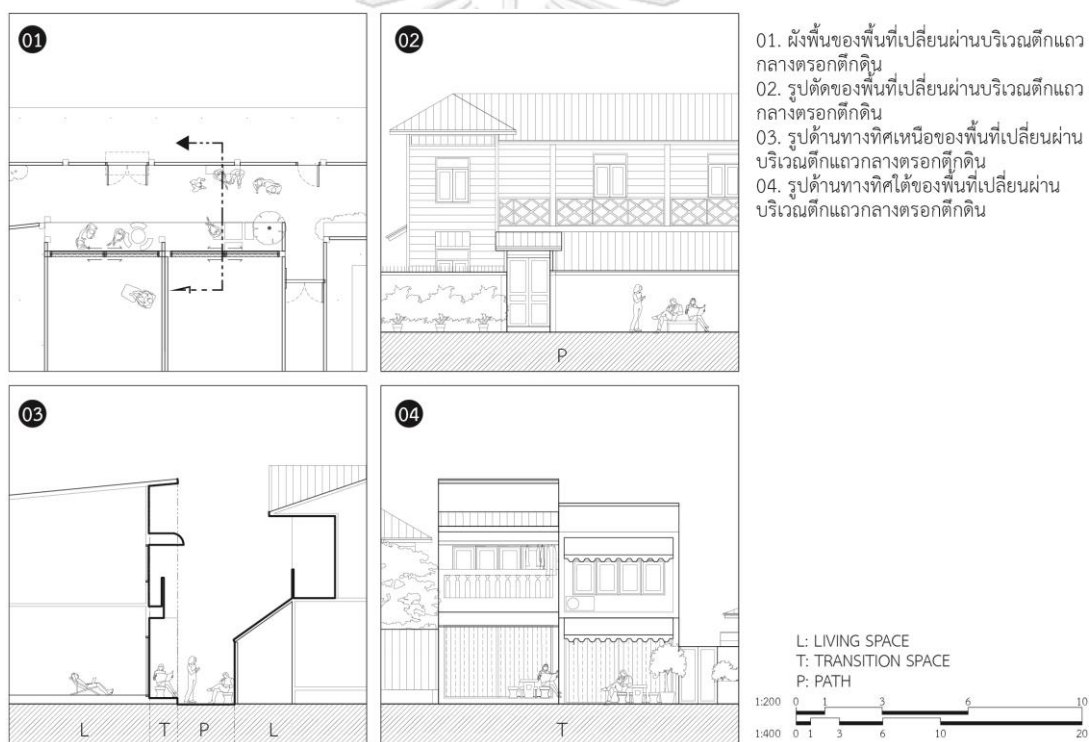 01
02
01. ผังพื้นของพื้นที่เปลี่ยนผ่านบริเวณตึกแถว
กลางตรอกตึกดิน
02. รูปตัดของพื้นที่เปลี่ยนผ่านบริเวณตึกแถว
กลางตรอกตึกดิน
03. รูปด้านทางทิศเหนือของพื้นที่เปลี่ยนผ่าน
บริเวณตึกแถวกลางตรอกตึกดิน
04. รูปด้านทางทิศใต้ของพื้นที่เปลี่ยนผ่าน
บริเวณตึกแถวกลางตรอกตึกดิน
P
03
04
L T P L
T
L: LIVING SPACE
T: TRANSITION SPACE
P: PATH
1:200 0 1 3 6 10
1:400 0 1 3 6 10 20